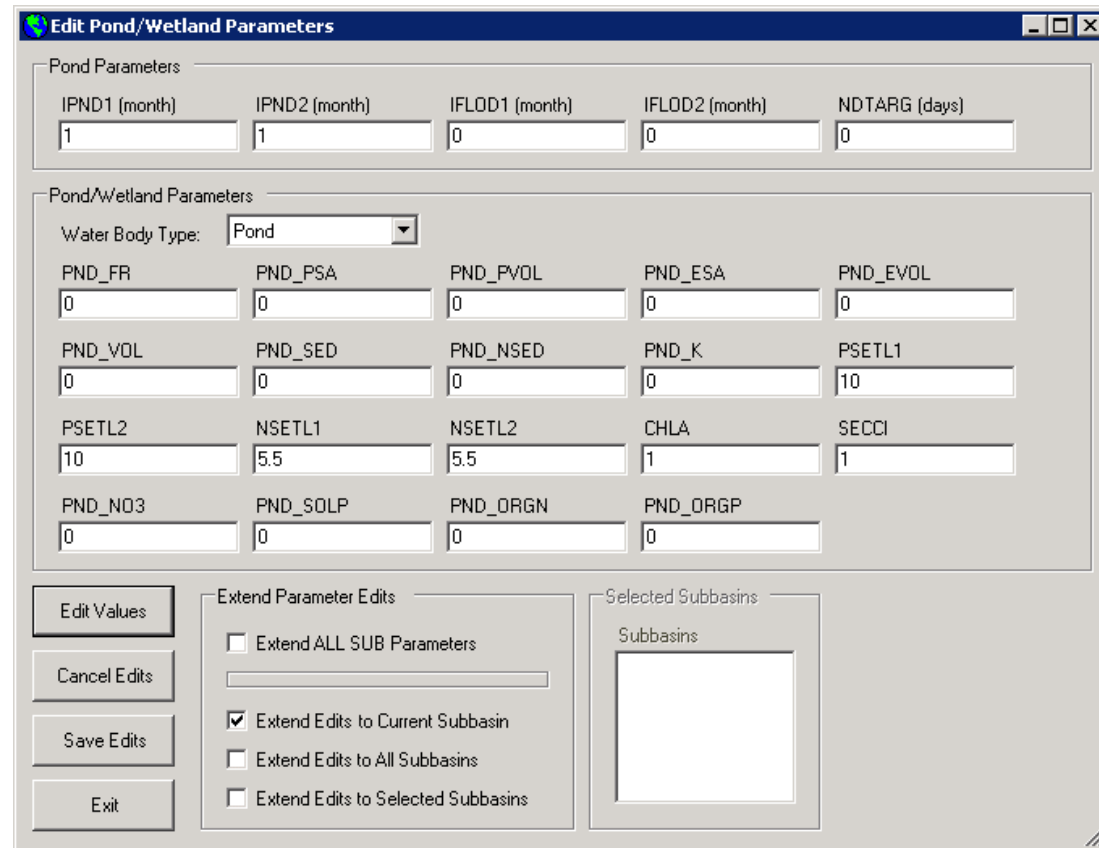 Edit Pond/Wetland Parameters
Pond Parameters
IPND1 (month) IPND2 (month) IFLOD1 (month) IFLOD2 (month) NDTARG (days)
1 1 0 0 0
Pond/Wetland Parameters
Water Body Type: Pond
PND_FR PND_PSA PND_PVOL PND_ESA PND_EVOL
0 0 0 0 0
PND_VOL PND_SED PND_NSED PND_K PSETL1
0 0 0 0 10
PSETL2 NSETL1 NSETL2 CHLA SECCI
10 5.5 5.5 1 1
PND_NO3 PND_SOLP PND_ORGN PND_ORGP
0 0 0 0
Edit Values
Cancel Edits
Save Edits
Exit
Extend Parameter Edits
Extend ALL SUB Parameters
Extend Edits to Current Subbasin
Extend Edits to All Subbasins
Extend Edits to Selected Subbasins
Selected Subbasins
Subbasins